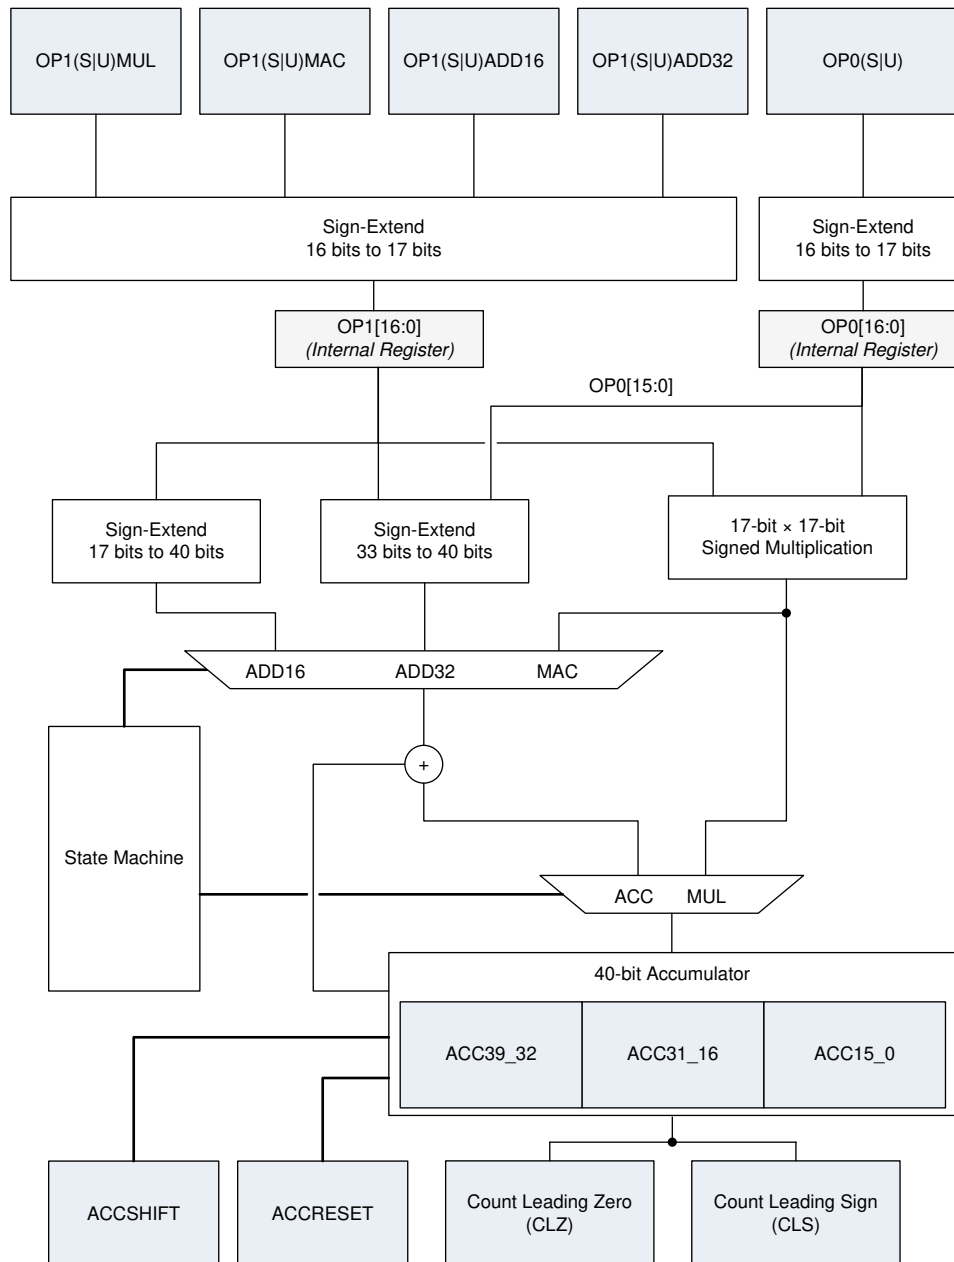 OP1(S|U)MUL
OP1(S|U)MAC
OP1(S|U)ADD16
OP1(S|U)ADD32
OP0(S|U)
Sign-Extend
16 bits to 17 bits
Sign-Extend
16 bits to 17 bits
OP1[16:0]
(Internal Register)
OP0[16:0]
(Internal Register)
OP0[15:0]
Sign-Extend
17 bits to 40 bits
Sign-Extend
33 bits to 40 bits
17-bit × 17-bit
Signed Multiplication
ADD16
ADD32
MAC
+
State Machine
ACC
MUL
40-bit Accumulator
ACC39_32
ACC31_16
ACC15_0
ACCSHIFT
ACCRESET
Count Leading Zero
(CLZ)
Count Leading Sign
(CLS)